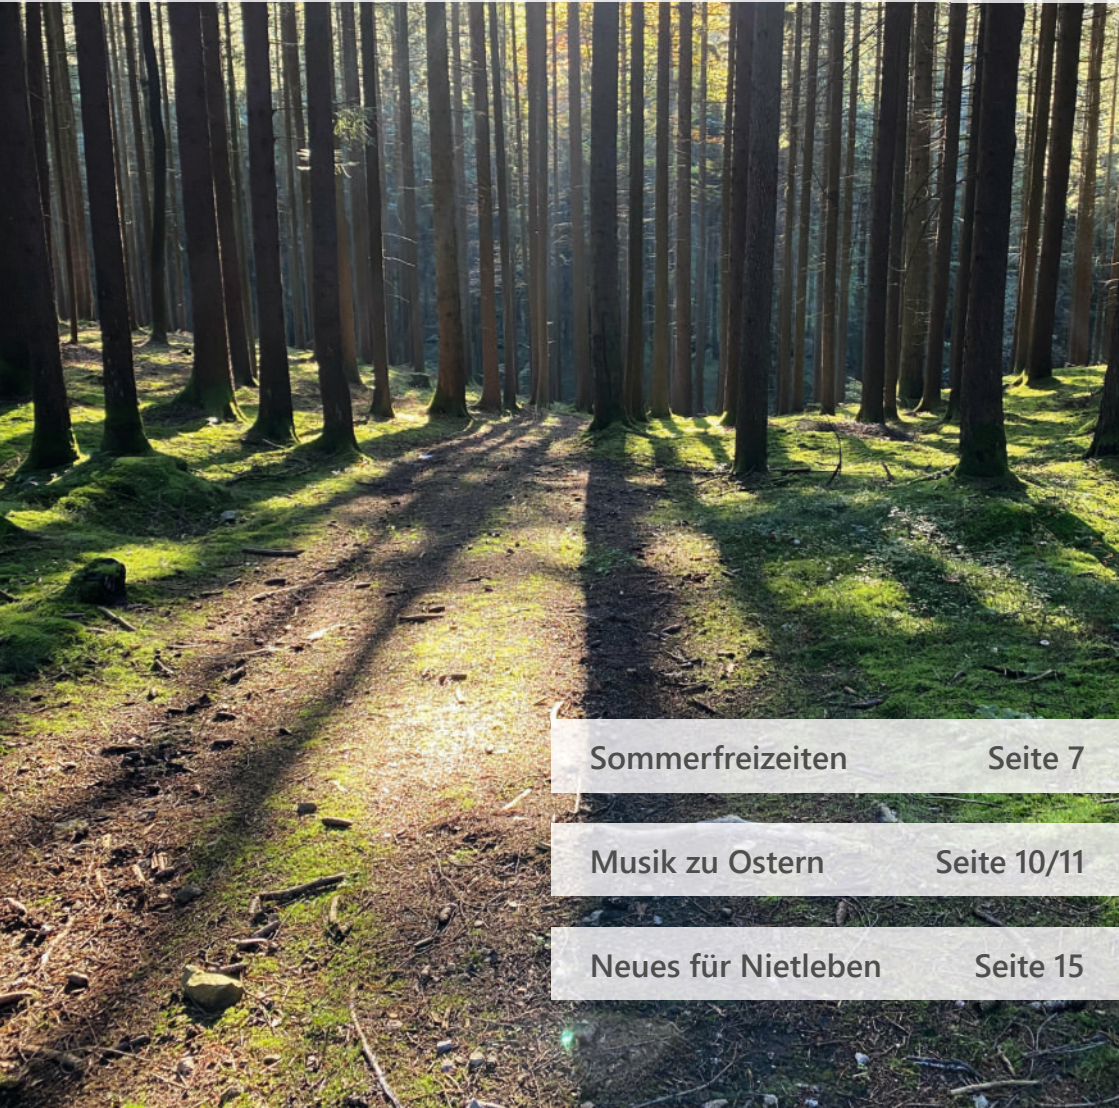 Sommerfreizeiten Seite 7
Musik zu Ostern Seite 10/11
Neues für Nietleben Seite 15